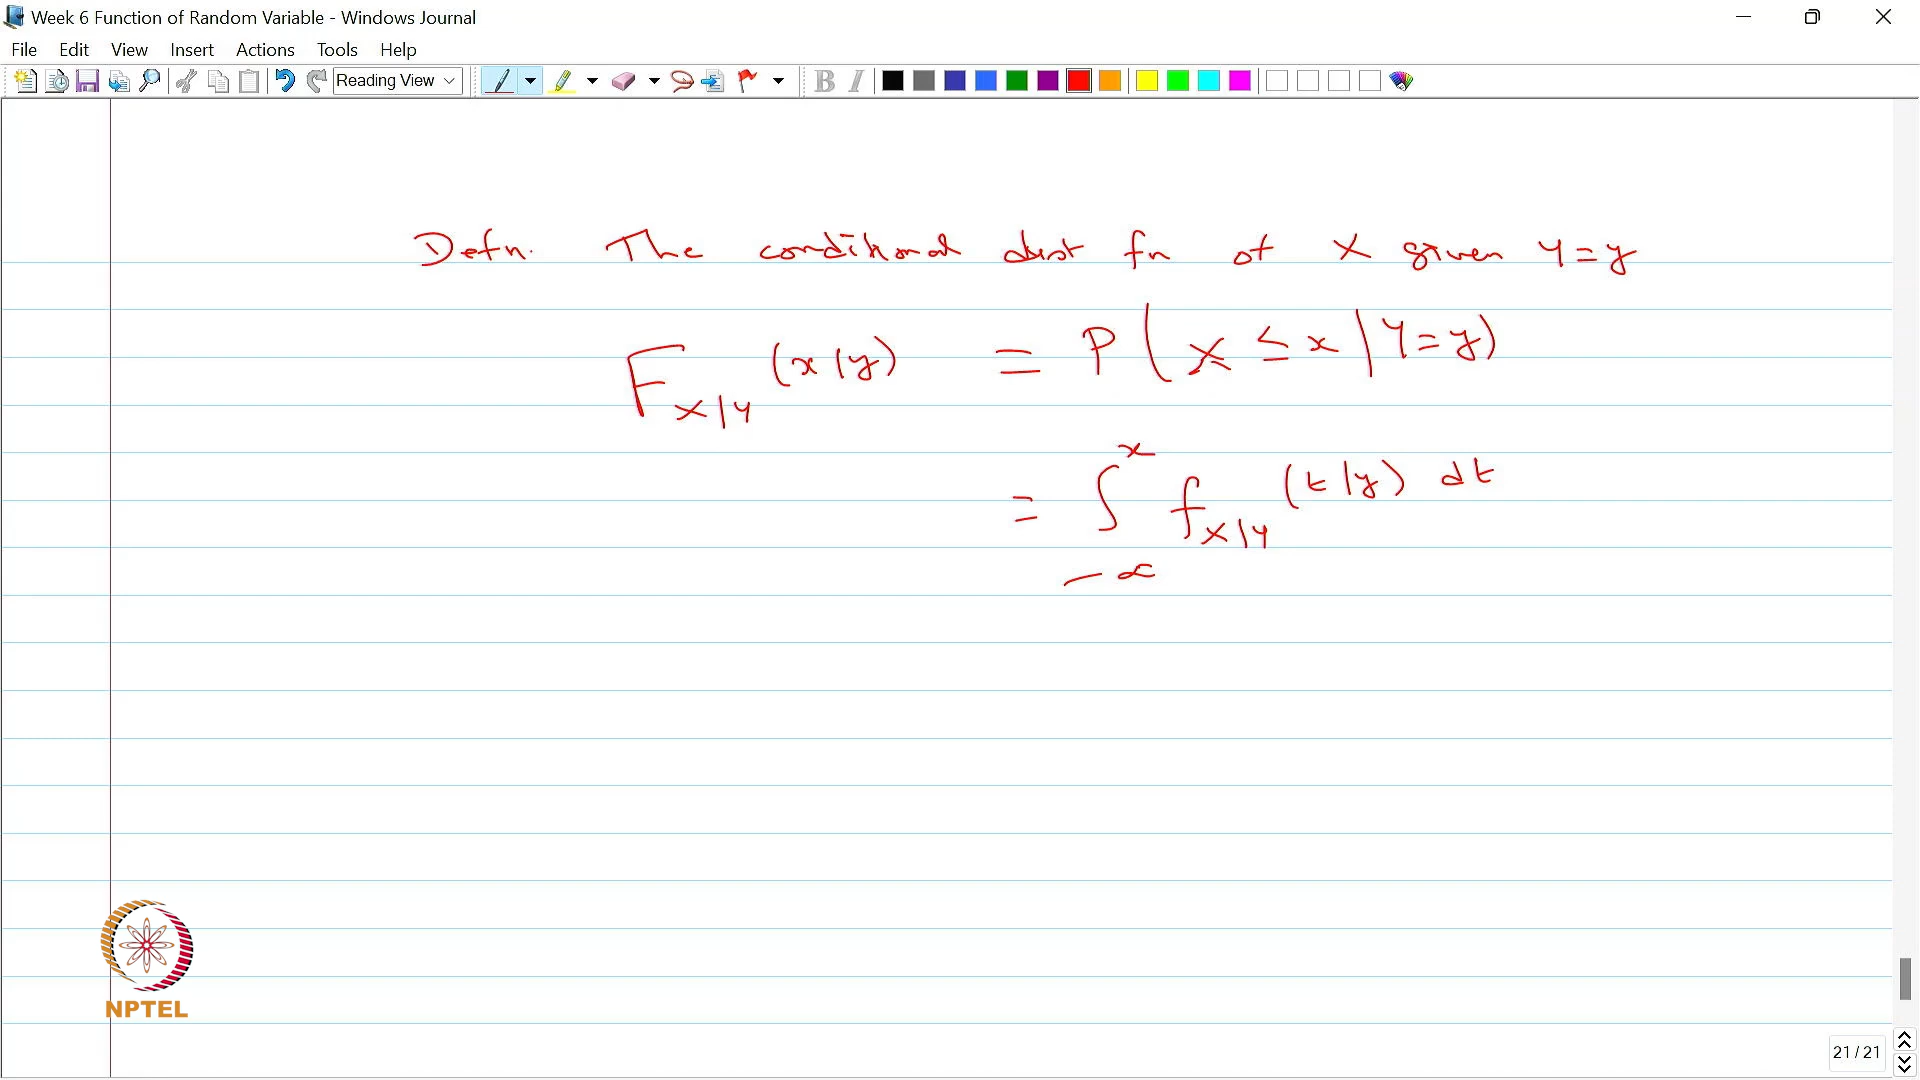 Week 6 Function of Random Variable - Windows Journal
File Edit View Insert Actions Tools Help
Reading View B I
Defn. The conditional dist fn of X given Y=y
F_{X|Y}(x|y) = P(X ≤ x | Y=y)
= ∫_{-∞}^{x} f_{X|Y}(t|y) dt
NPTEL
21 / 21